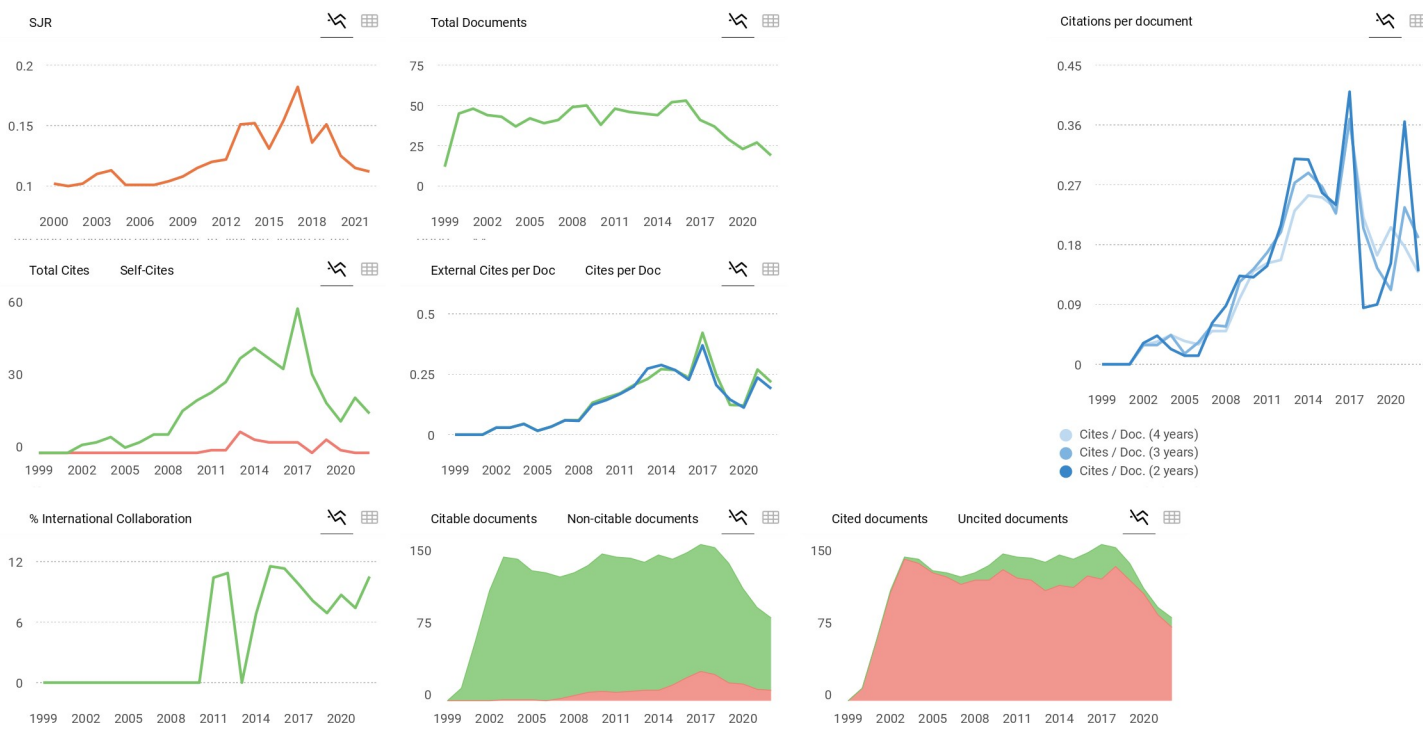 SJR
0.2
0.15
0.1
2000 2003 2006 2009 2012 2015 2018 2021
Total Documents
75
50
25
0
1999 2002 2005 2008 2011 2014 2017 2020
Citations per document
0.45
0.36
0.27
0.18
0.09
0
1999 2002 2005 2008 2011 2014 2017 2020
Cites / Doc. (4 years)
Cites / Doc. (3 years)
Cites / Doc. (2 years)
Total Cites Self-Cites
60
30
0
1999 2002 2005 2008 2011 2014 2017 2020
External Cites per Doc Cites per Doc
0.5
0.25
0
1999 2002 2005 2008 2011 2014 2017 2020
% International Collaboration
12
6
0
1999 2002 2005 2008 2011 2014 2017 2020
Citable documents Non-citable documents
150
75
0
1999 2002 2005 2008 2011 2014 2017 2020
Cited documents Uncited documents
150
75
0
1999 2002 2005 2008 2011 2014 2017 2020